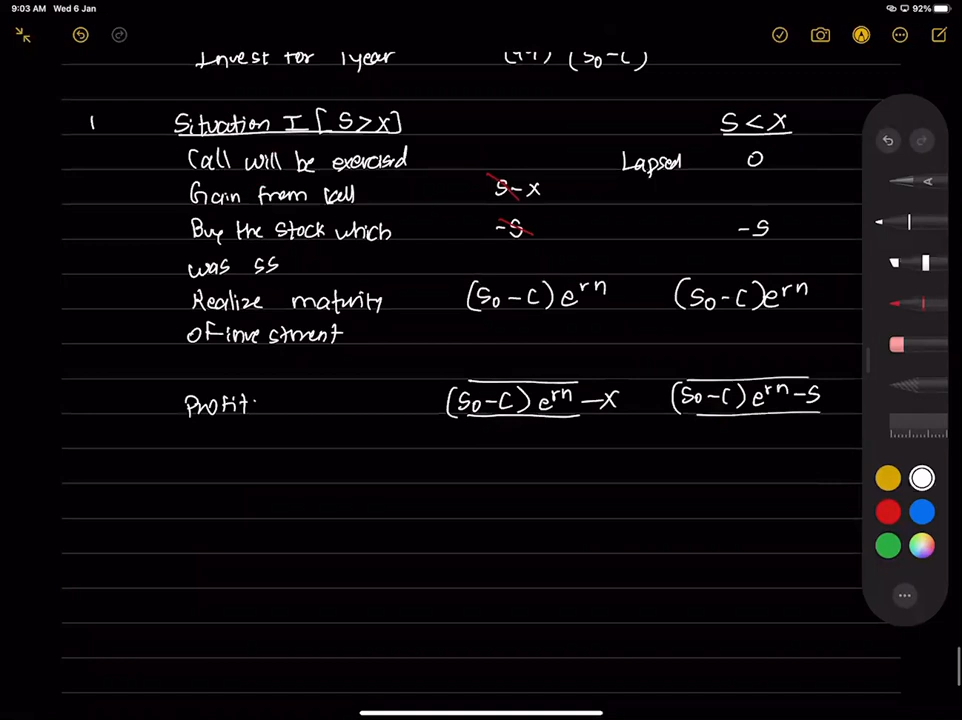 9:03 AM Wed 6 Jan 92%
Invest for 1 year (S₀-C)
1 Situation I [S>X] S<X
Call will be exercised Lapsed 0
Gain from call S-X
Buy the stock which -S -S
was SS
Realize maturity (S₀-C)eʳⁿ (S₀-C)eʳⁿ
of investment
Profit (S₀-C)eʳⁿ-X (S₀-C)eʳⁿ-S